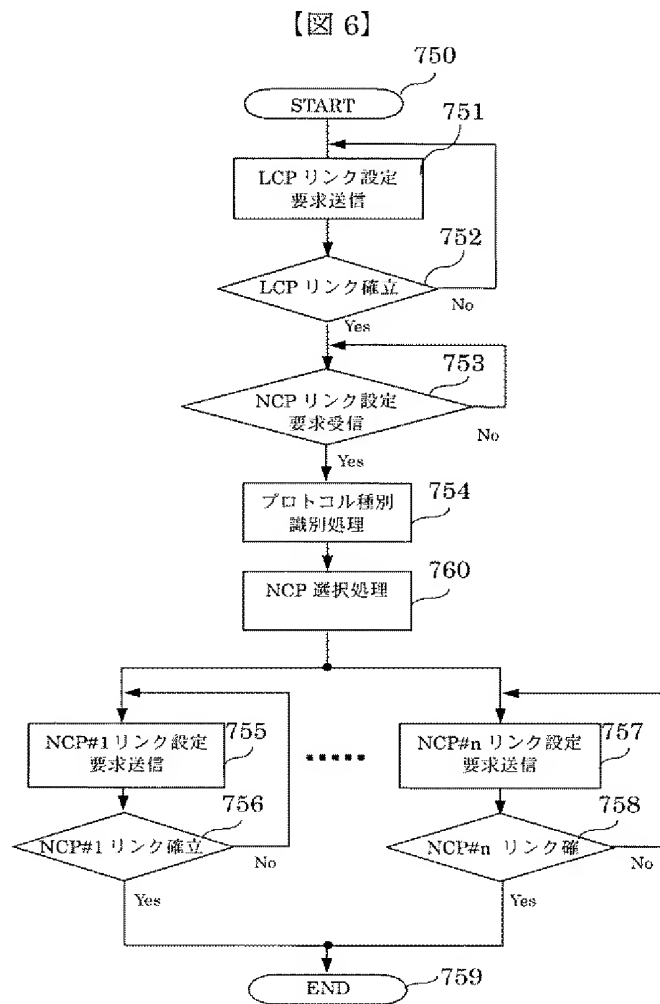 【図 6】
750
START
751
LCP リンク設定
要求送信
752
LCP リンク確立
No
Yes
753
NCP リンク設定
要求受信
No
Yes
プロトコル種別
識別処理
754
NCP 選択処理
760
NCP#1 リンク設定
要求送信
755
NCP#n リンク設定
要求送信
757
756
NCP#1 リンク確立
No
Yes
758
NCP#n リンク確
No
Yes
END
759